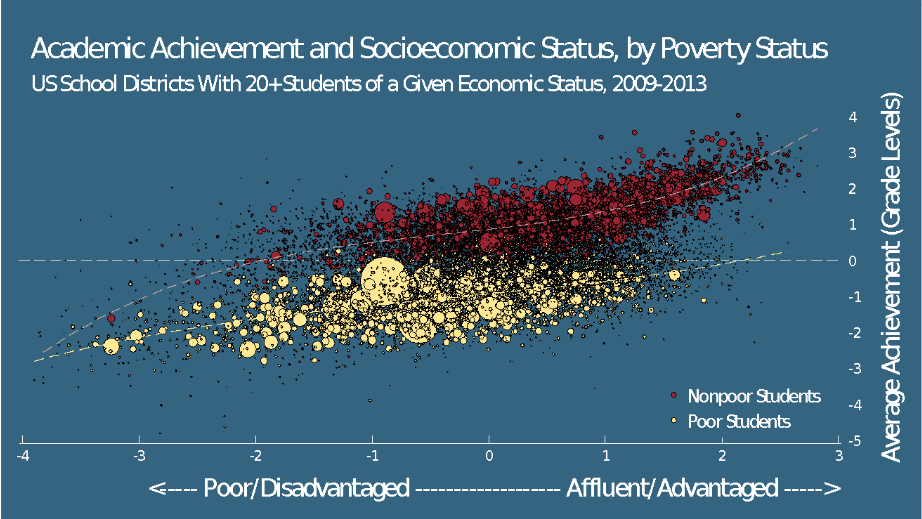 Academic Achievement and Socioeconomic Status, by Poverty Status
US School Districts With 20+ Students of a Given Economic Status, 2009-2013
4
3
2
1
0
-1
2
-3
-4
-5
Average Achievement (Grade Levels)
Nonpoor Students
Poor Students
-4 -3 -2 -1 0 1 2 3
<----- Poor/Disadvantaged ------------------- Affluent/Advantaged ----->